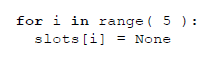 for i in range( 5 ):
  slots[i] = None